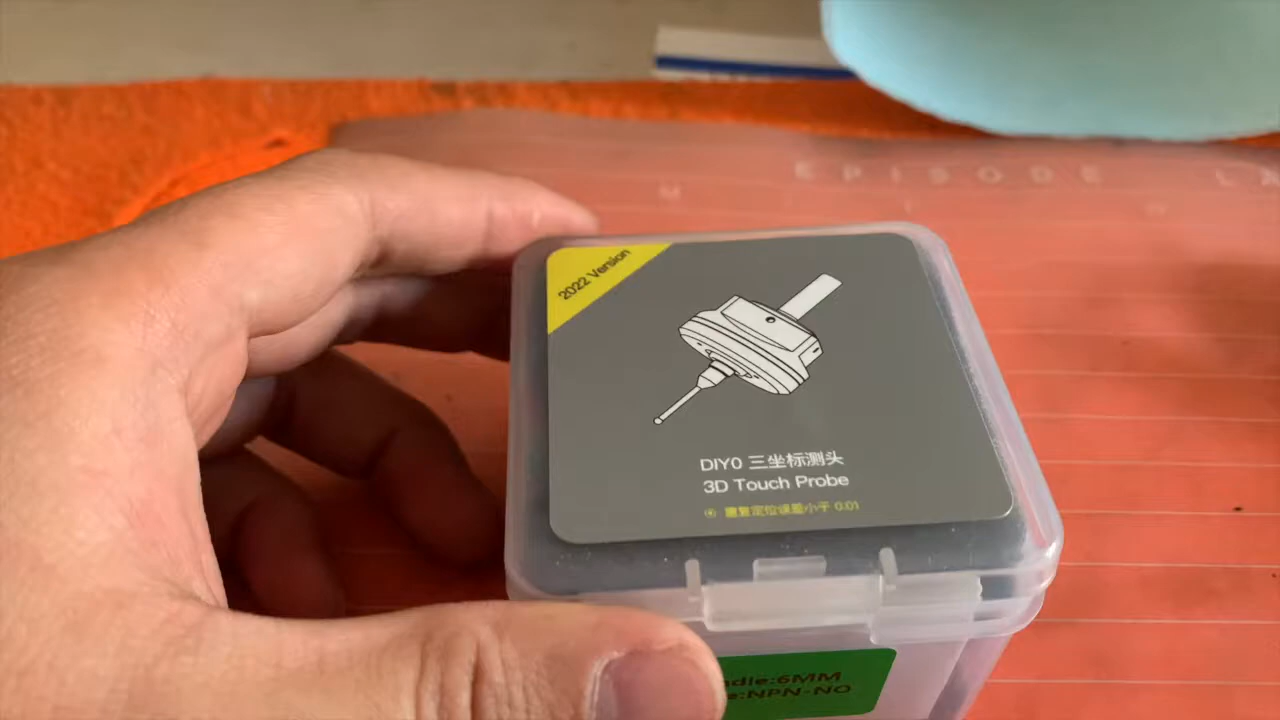 EPISODE
2022 Version
DIY0 三坐标测头
3D Touch Probe
重复定位误差小于 0.01
:6MM
:NPN-NO